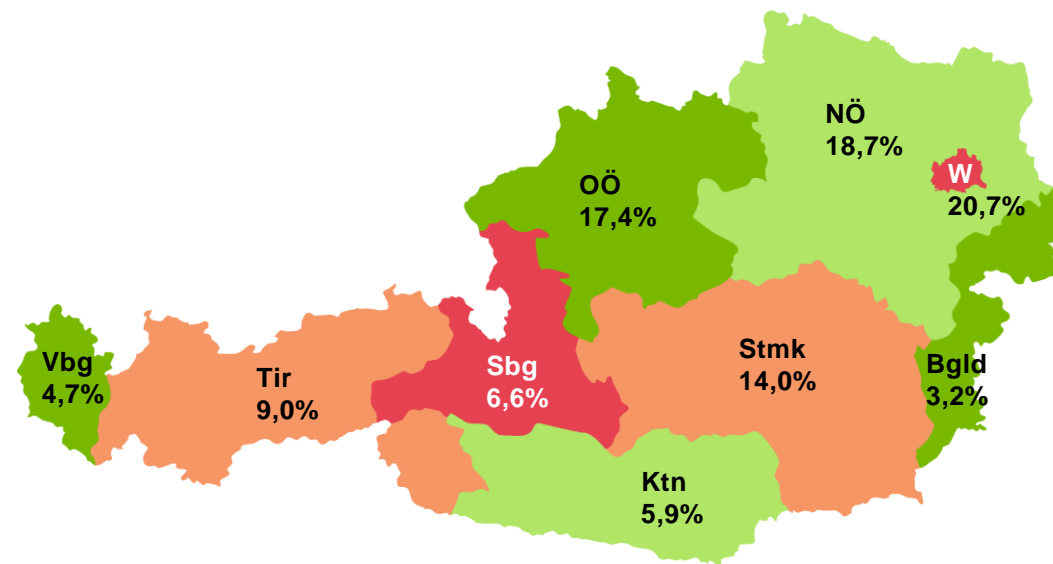 NÖ
18,7%
W
20,7%
OÖ
17,4%
Vbg
4,7%
Tir
9,0%
Sbg
6,6%
Stmk
14,0%
Bgld
3,2%
Ktn
5,9%